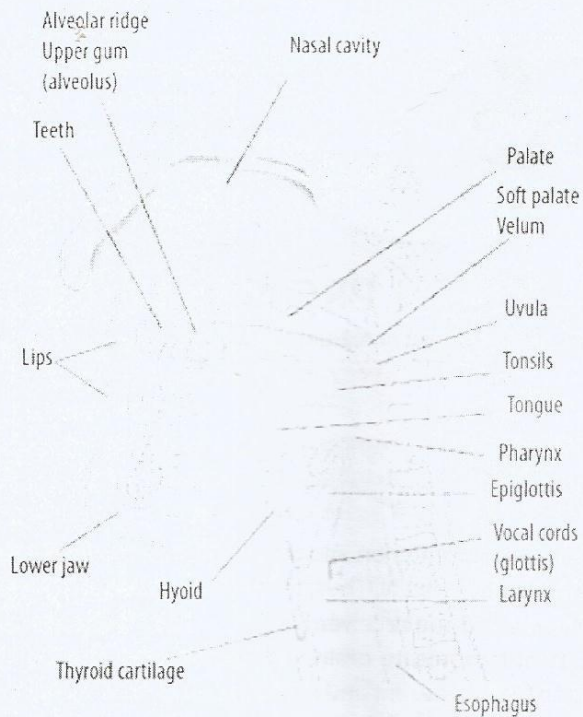 Alveolar ridge
Upper gum
(alveolus)
Nasal cavity
Teeth
Palate
Soft palate
Velum
Uvula
Lips
Tonsils
Tongue
Pharynx
Epiglottis
Vocal cords
(glottis)
Lower jaw
Hyoid
Larynx
Thyroid cartilage
Esophagus